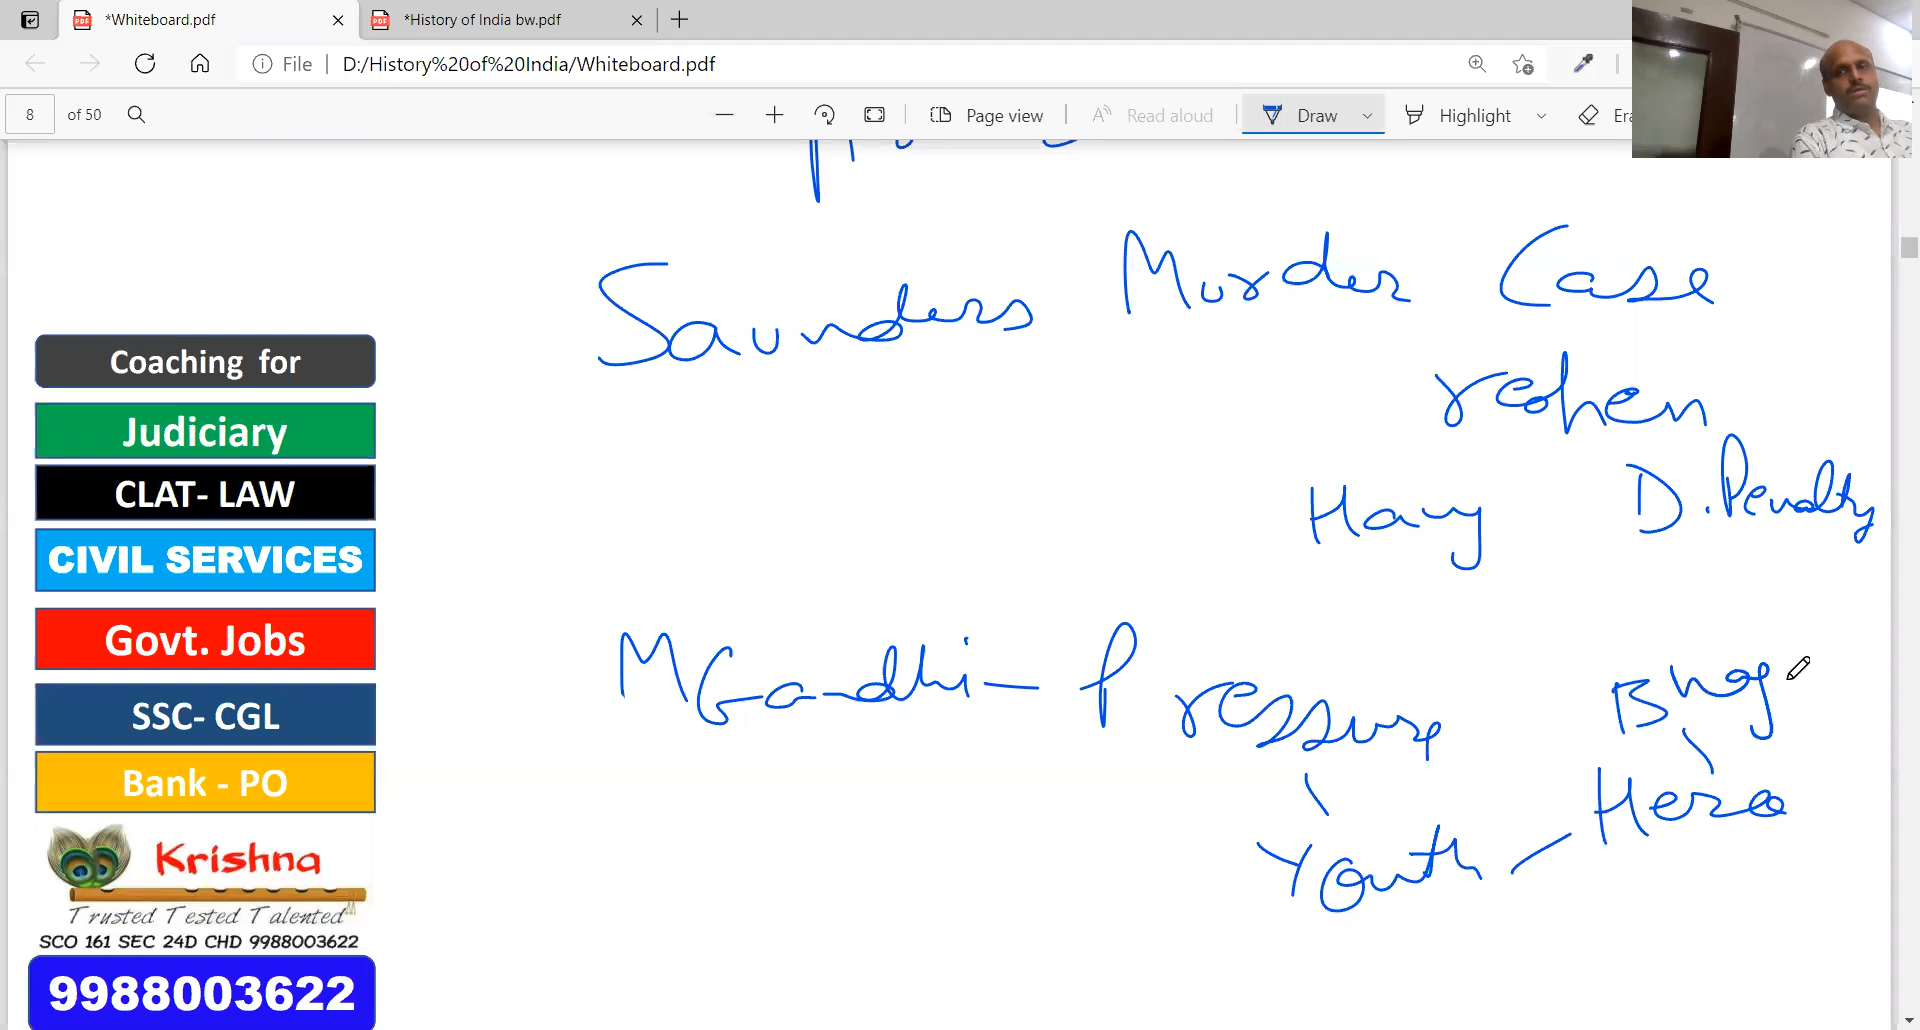 *Whiteboard.pdf
*History of India bw.pdf
File
D:/History%20of%20India/Whiteboard.pdf
8 of 50
Page view
Read aloud
Draw
Highlight
Saunders Murder Case
Hang D. Penalty
M Gandhi - Pressure
Bhag
Hero
Youth
Coaching for
Judiciary
CLAT- LAW
CIVIL SERVICES
Govt. Jobs
SSC- CGL
Bank - PO
Krishna
Trusted Tested Talented
SCO 161 SEC 24D CHD 9988003622
9988003622